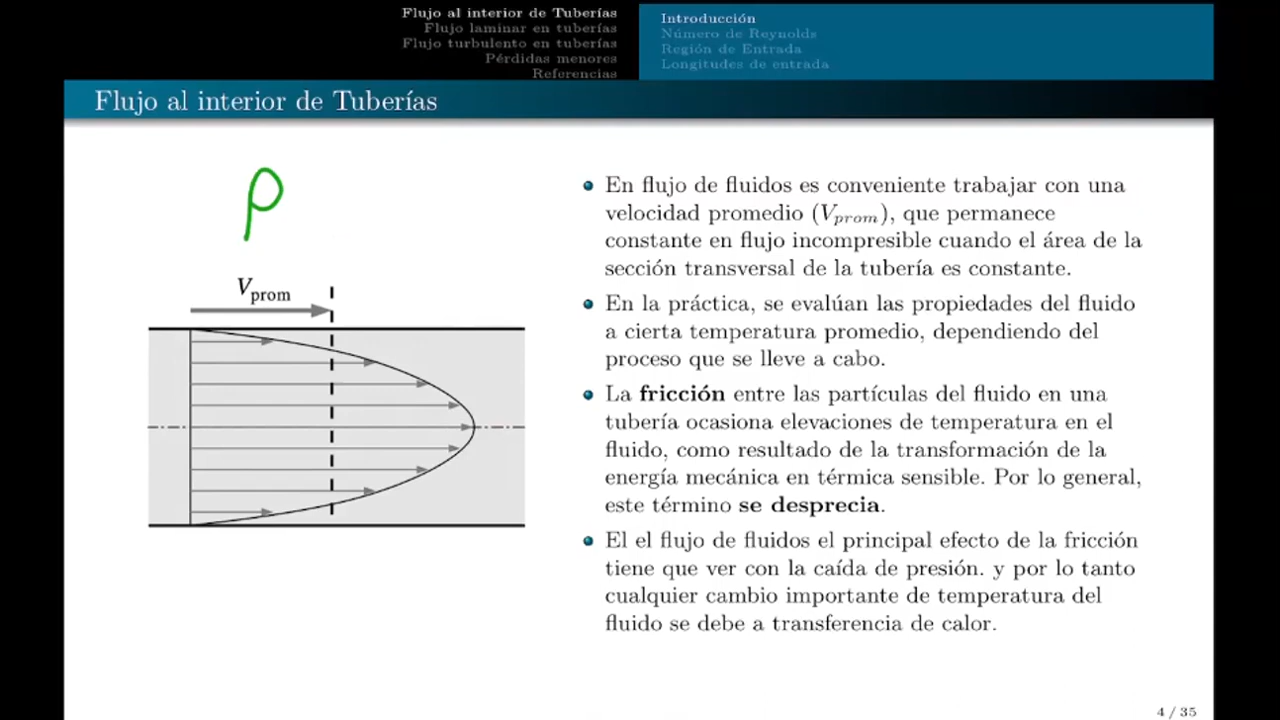 Flujo al interior de Tuberías
Flujo laminar en tuberías
Flujo turbulento en tuberías
Pérdidas menores
Referencias
Introducción
Número de Reynolds
Región de Entrada
Longitudes de entrada
Flujo al interior de Tuberías
ρ
Vprom
En flujo de fluidos es conveniente trabajar con una
velocidad promedio (Vprom), que permanece
constante en flujo incompresible cuando el área de la
sección transversal de la tubería es constante.
En la práctica, se evalúan las propiedades del fluido
a cierta temperatura promedio, dependiendo del
proceso que se lleve a cabo.
La fricción entre las partículas del fluido en una
tubería ocasiona elevaciones de temperatura en el
fluido, como resultado de la transformación de la
energía mecánica en térmica sensible. Por lo general,
este término se desprecia.
El el flujo de fluidos el principal efecto de la fricción
tiene que ver con la caída de presión. y por lo tanto
cualquier cambio importante de temperatura del
fluido se debe a transferencia de calor.
4 / 35